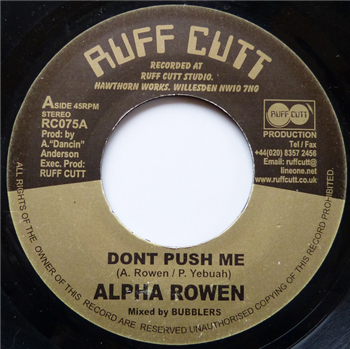 RUFF CUTT
RECORDED AT
RUFF CUTT STUDIO.
HAWTHORN WORKS. WILLESDEN NW10 7NG
A SIDE 45RPM
STEREO
RC075A
Prod: by
A."Dancin"
Anderson
Exec. Prod:
RUFF CUTT
RUFF CUTT
PRODUCTION
Tel / Fax
+44(020) 8357 2456
Email: ruffcutt@
lineone.net
www.ruffcutt.co.uk
DONT PUSH ME
(A. Rowen / P. Yebuah)
ALPHA ROWEN
Mixed by BUBBLERS
ALL RIGHTS OF THE OWNER OF THIS RECORD ARE RESERVED UNAUTHORISED COPYING OF THIS RECORD PROHIBITED.